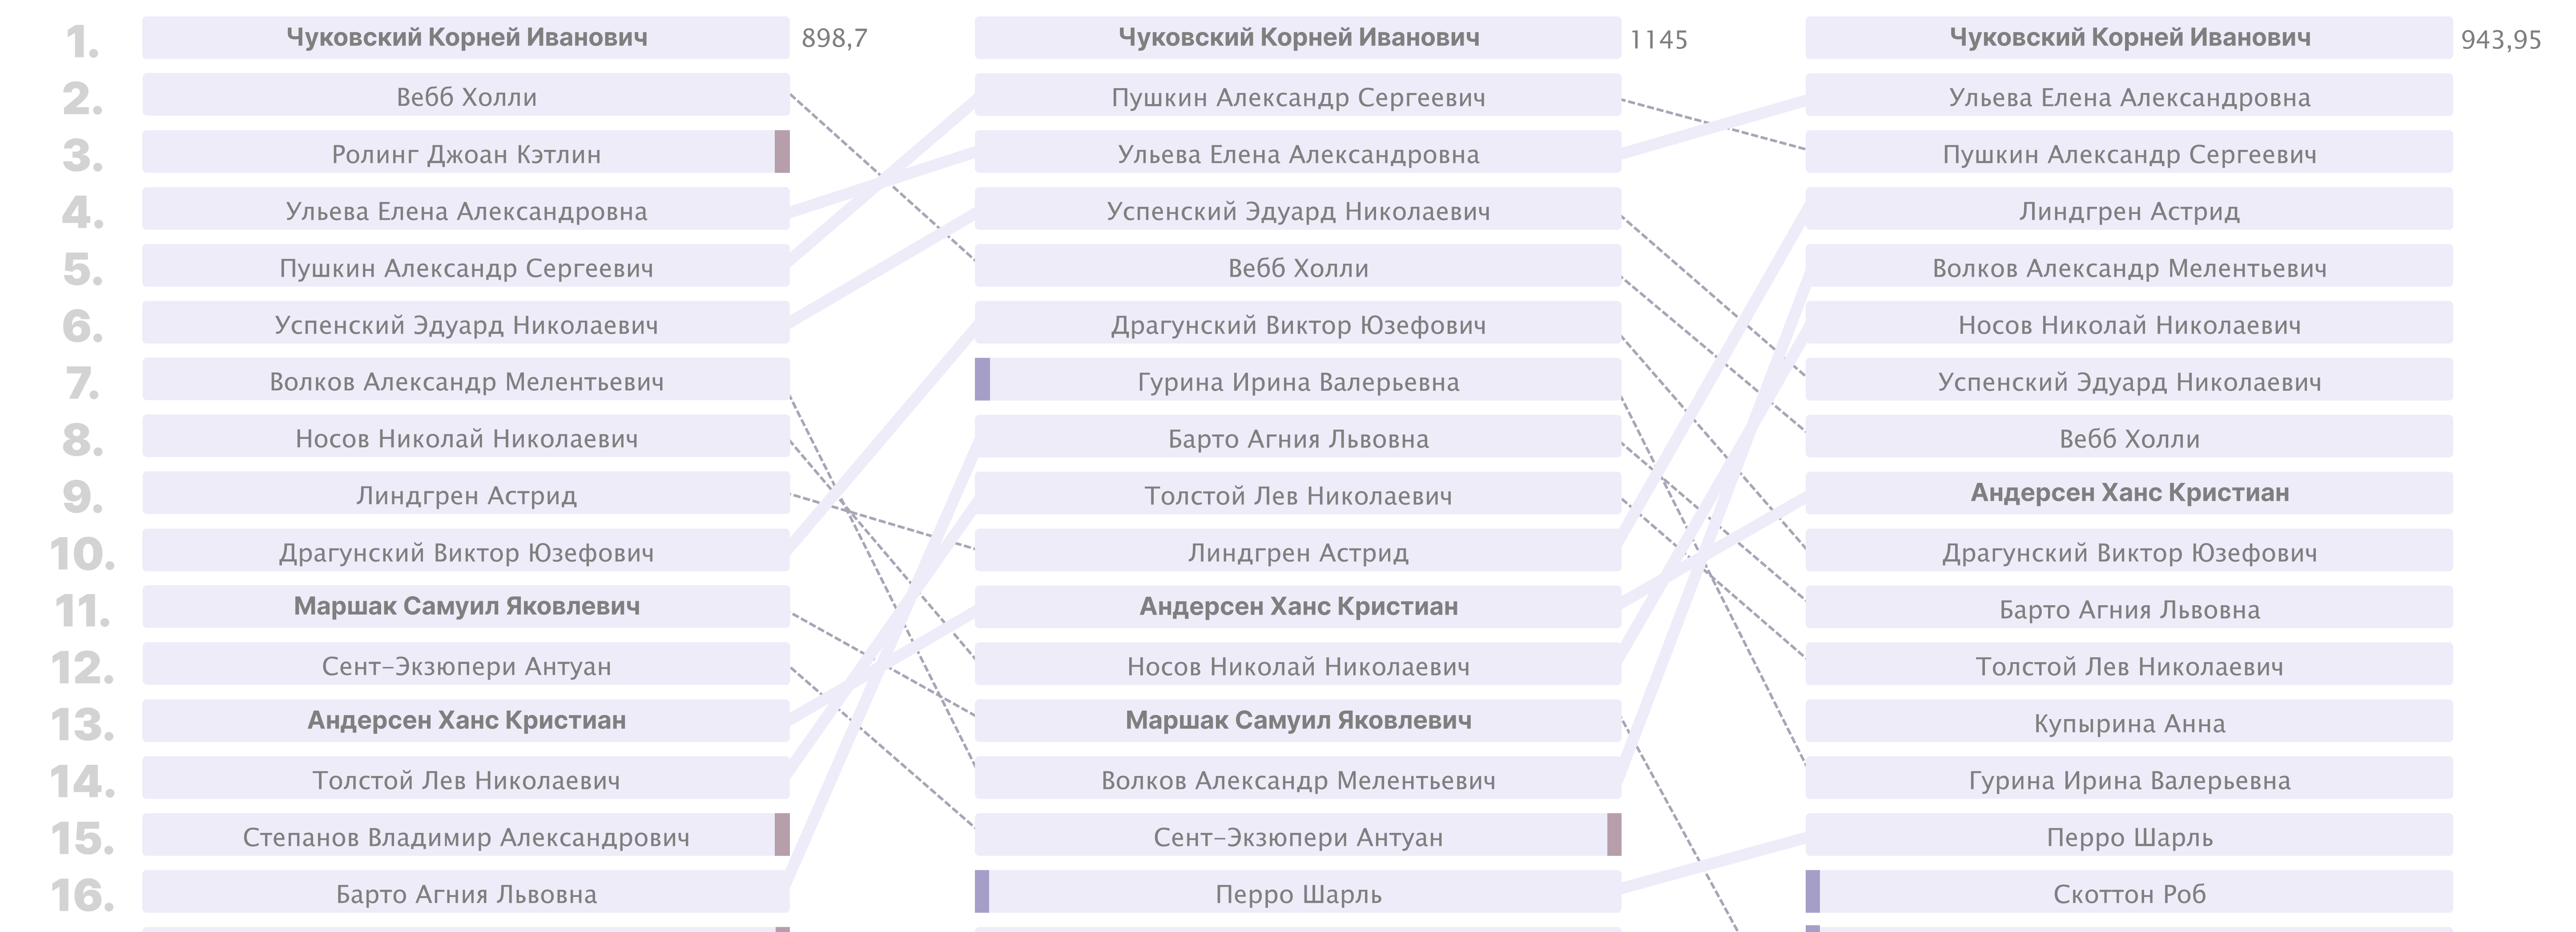 1. Чуковский Корней Иванович 898,7 Чуковский Корней Иванович 1145 Чуковский Корней Иванович 943,95
2. Вебб Холли Пушкин Александр Сергеевич Ульева Елена Александровна
3. Ролинг Джоан Кэтлин Ульева Елена Александровна Пушкин Александр Сергеевич
4. Ульева Елена Александровна Успенский Эдуард Николаевич Линдгрен Астрид
5. Пушкин Александр Сергеевич Вебб Холли Волков Александр Мелентьевич
6. Успенский Эдуард Николаевич Драгунский Виктор Юзефович Носов Николай Николаевич
7. Волков Александр Мелентьевич Гурина Ирина Валерьевна Успенский Эдуард Николаевич
8. Носов Николай Николаевич Барто Агния Львовна Вебб Холли
9. Линдгрен Астрид Толстой Лев Николаевич Андерсен Ханс Кристиан
10. Драгунский Виктор Юзефович Линдгрен Астрид Драгунский Виктор Юзефович
11. Маршак Самуил Яковлевич Андерсен Ханс Кристиан Барто Агния Львовна
12. Сент-Экзюпери Антуан Носов Николай Николаевич Толстой Лев Николаевич
13. Андерсен Ханс Кристиан Маршак Самуил Яковлевич Купырина Анна
14. Толстой Лев Николаевич Волков Александр Мелентьевич Гурина Ирина Валерьевна
15. Степанов Владимир Александрович Сент-Экзюпери Антуан Перро Шарль
16. Барто Агния Львовна Перро Шарль Скоттон Роб